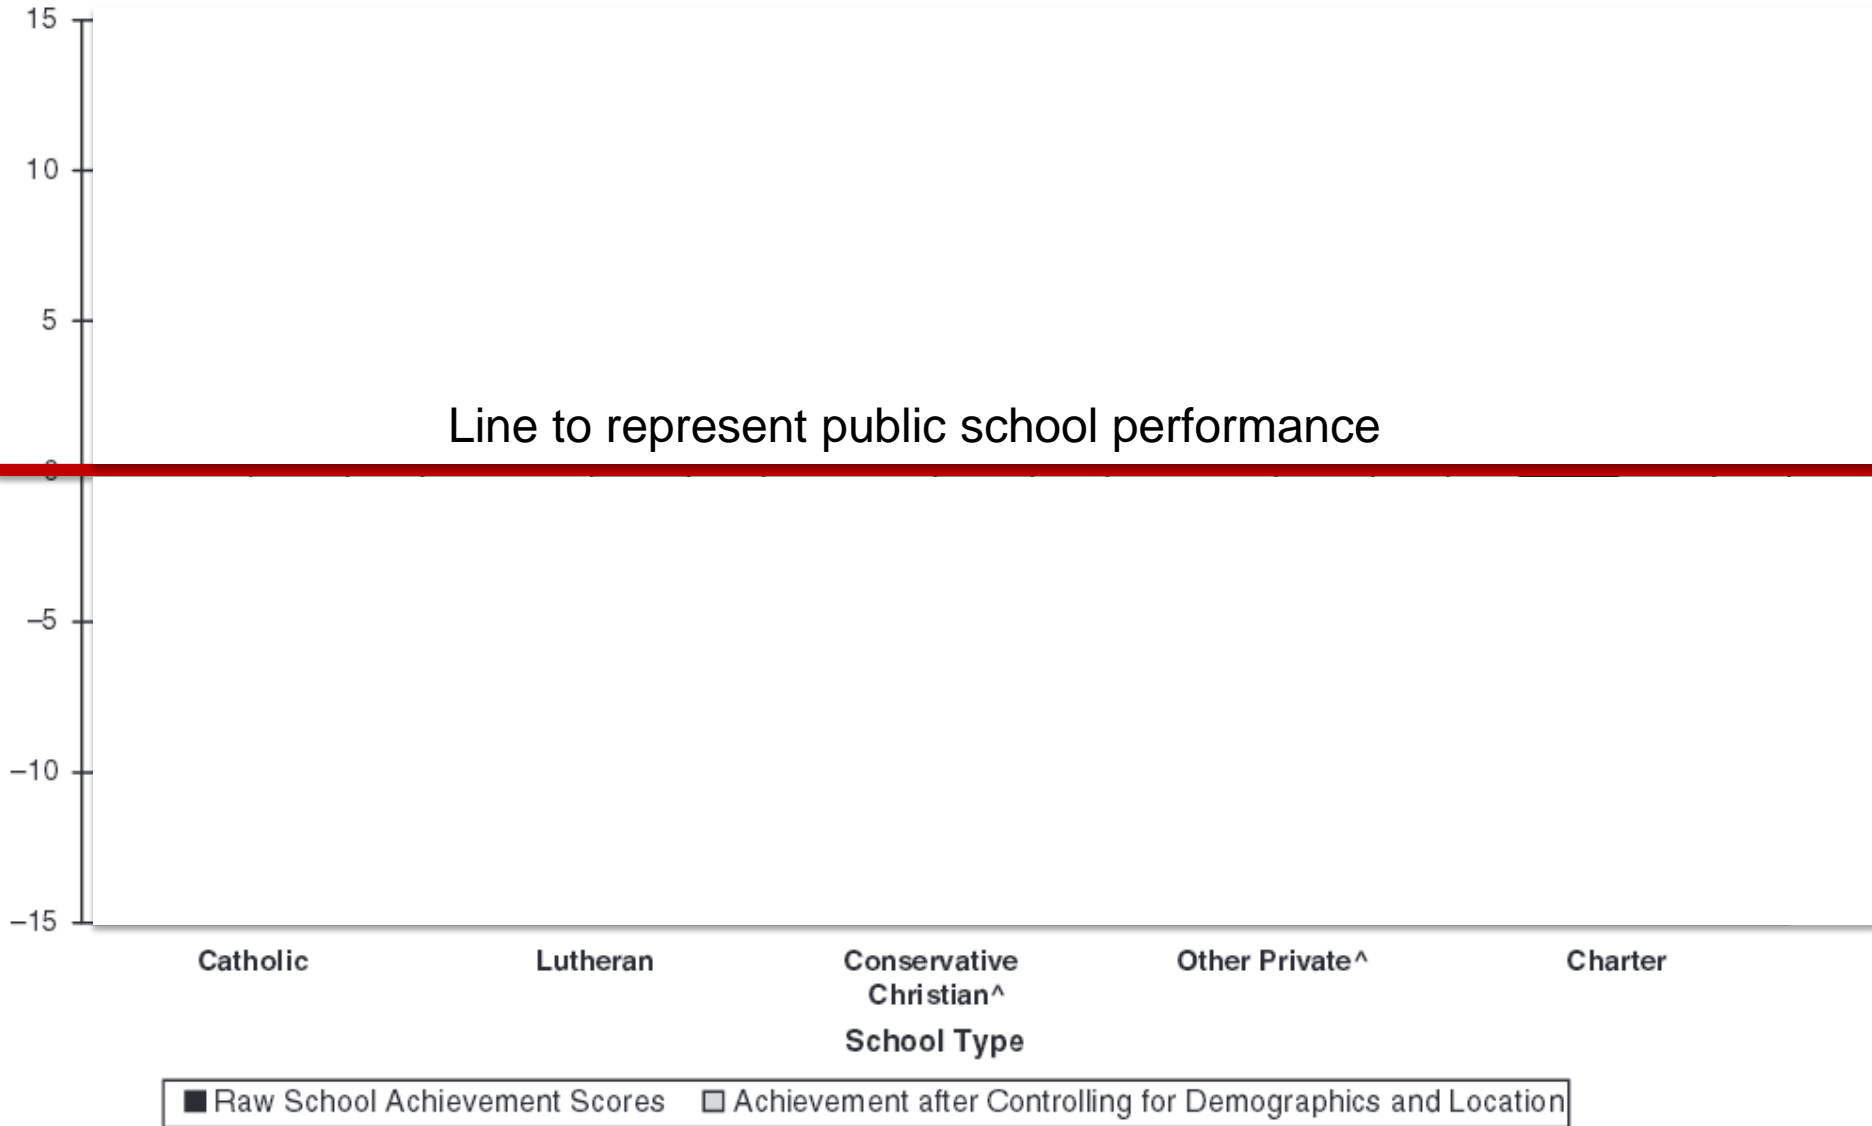 15
10
5
Line to represent public school performance
0
–5
–10
–15
Catholic
Lutheran
Conservative
Christian^
Other Private^
Charter
School Type
Raw School Achievement Scores
Achievement after Controlling for Demographics and Location